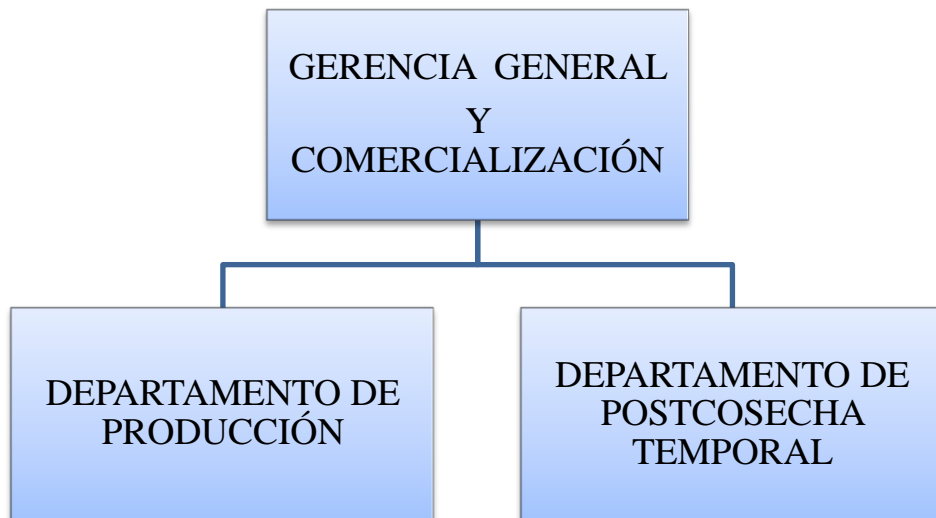 GERENCIA GENERAL
Y
COMERCIALIZACIÓN
DEPARTAMENTO DE
PRODUCCIÓN
DEPARTAMENTO DE
POSTCOSECHA
TEMPORAL